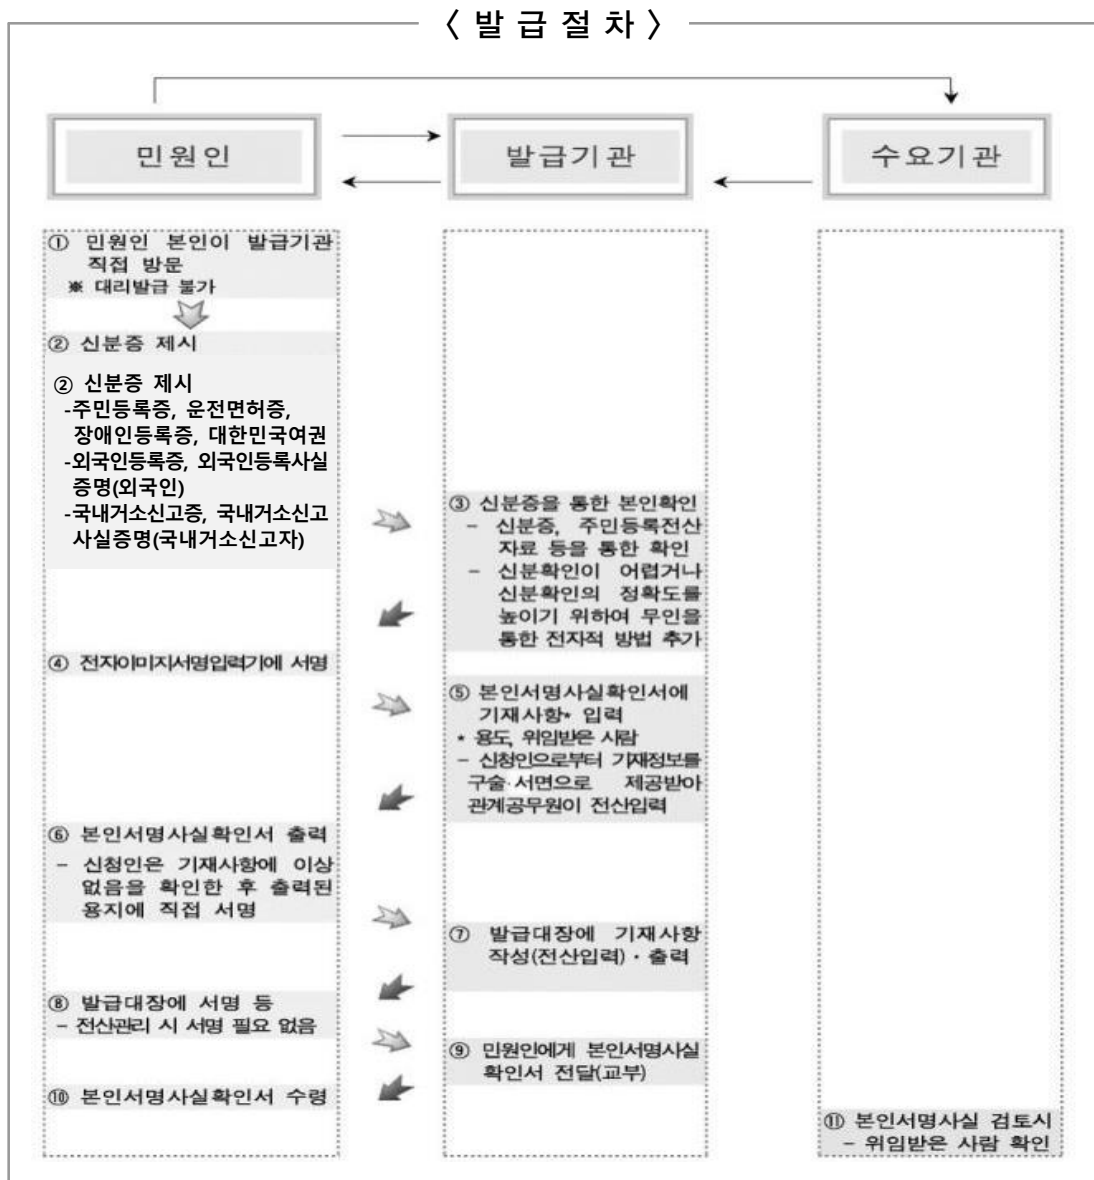 〈 발 급 절 차 〉
민원인
발급기관
수요기관
① 민원인 본인이 발급기관
직접 방문
※ 대리발급 불가
② 신분증 제시
② 신분증 제시
-주민등록증, 운전면허증,
장애인등록증, 대한민국여권
-외국인등록증, 외국인등록사실
증명(외국인)
-국내거소신고증, 국내거소신고
사실증명(국내거소신고자)
③ 신분증을 통한 본인확인
- 신분증, 주민등록전산
자료 등을 통한 확인
- 신분확인이 어렵거나
신분확인의 정확도를
높이기 위하여 무인을
통한 전자적 방법 추가
④ 전자이미지서명입력기에 서명
⑤ 본인서명사실확인서에
기재사항* 입력
* 용도, 위임받은 사람
- 신청인으로부터 기재정보를
구술·서면으로 제공받아
관계공무원이 전산입력
⑥ 본인서명사실확인서 출력
- 신청인은 기재사항에 이상
없음을 확인한 후 출력된
용지에 직접 서명
⑦ 발급대장에 기재사항
작성(전산입력)·출력
⑧ 발급대장에 서명 등
- 전산관리 시 서명 필요 없음
⑨ 민원인에게 본인서명사실
확인서 전달(교부)
⑩ 본인서명사실확인서 수령
⑪ 본인서명사실 검토시
- 위임받은 사람 확인